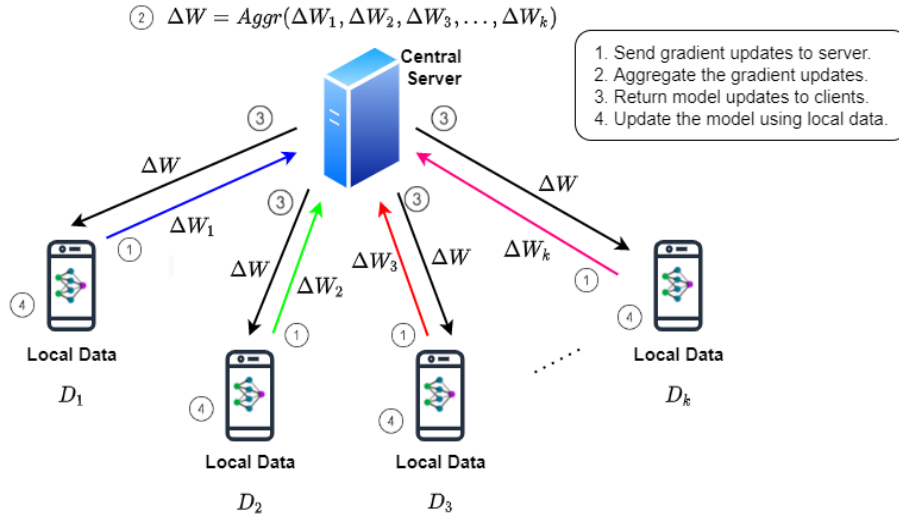 ② ΔW = Aggr(ΔW₁, ΔW₂, ΔW₃, . . . , ΔWₖ)
Central
Server
1. Send gradient updates to server.
2. Aggregate the gradient updates.
3. Return model updates to clients.
4. Update the model using local data.
③
③
ΔW
ΔW
ΔW₁
③
③
①
ΔW
ΔW₂
ΔW₃
ΔW
ΔWₖ
①
④
④
①
①
Local Data
Local Data
D₁
Dₖ
④
④
Local Data
Local Data
D₂
D₃